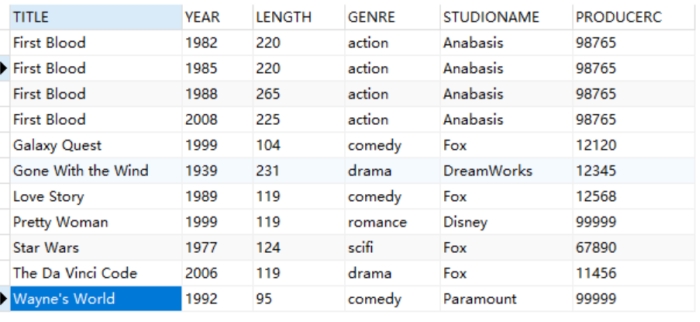 TITLE YEAR LENGTH GENRE STUDIONAME PRODUCERC
First Blood 1982 220 action Anabasis 98765
First Blood 1985 220 action Anabasis 98765
First Blood 1988 265 action Anabasis 98765
First Blood 2008 225 action Anabasis 98765
Galaxy Quest 1999 104 comedy Fox 12120
Gone With the Wind 1939 231 drama DreamWorks 12345
Love Story 1989 119 comedy Fox 12568
Pretty Woman 1999 119 romance Disney 99999
Star Wars 1977 124 scifi Fox 67890
The Da Vinci Code 2006 119 drama Fox 11456
Wayne's World 1992 95 comedy Paramount 99999